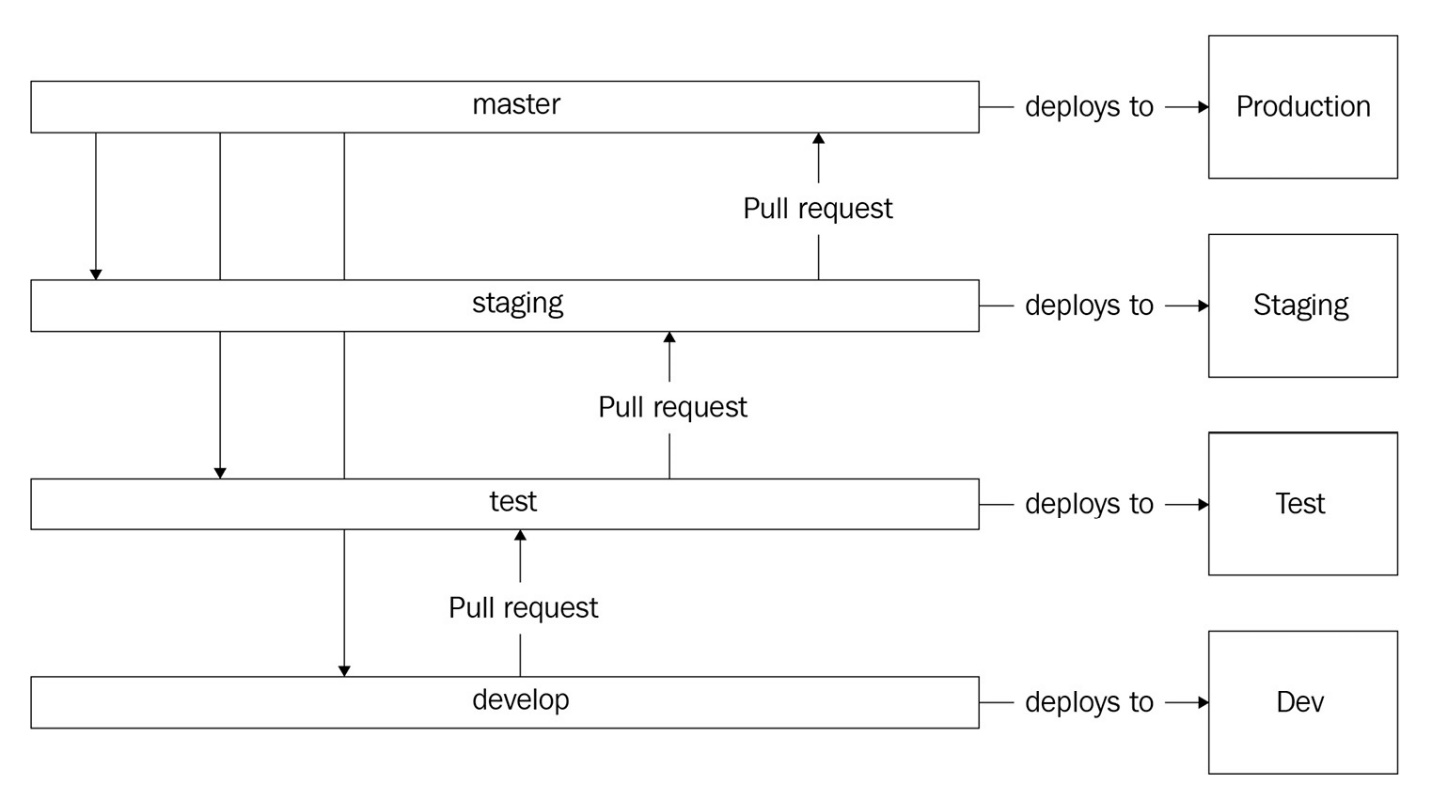 master
deploys to
Production
Pull request
staging
deploys to
Staging
Pull request
test
deploys to
Test
Pull request
develop
deploys to
Dev